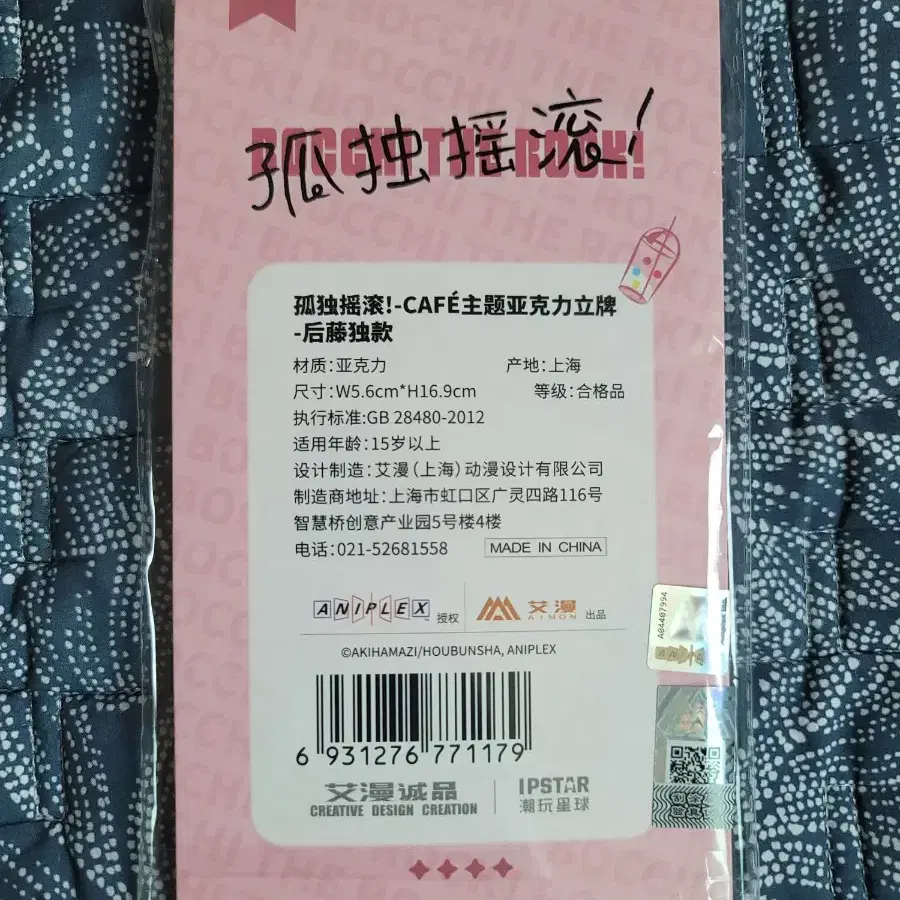 BOCCHI THE ROCK!
孤独摇滚!
孤独摇滚!-CAFÉ主题亚克力立牌
-后藤独款
材质:亚克力 产地:上海
尺寸:W5.6cm*H16.9cm 等级:合格品
执行标准:GB 28480-2012
适用年龄:15岁以上
设计制造:艾漫(上海)动漫设计有限公司
制造商地址:上海市虹口区广灵四路116号
智慧桥创意产业园5号楼4楼
电话:021-52681558 MADE IN CHINA
ANIPLEX 授权 艾漫 AIMON 出品
©AKIHAMAZI/HOUBUNSHA, ANIPLEX
A04407994
6 931276 771179
艾漫诚品 IPSTAR
CREATIVE DESIGN CREATION 潮玩星球